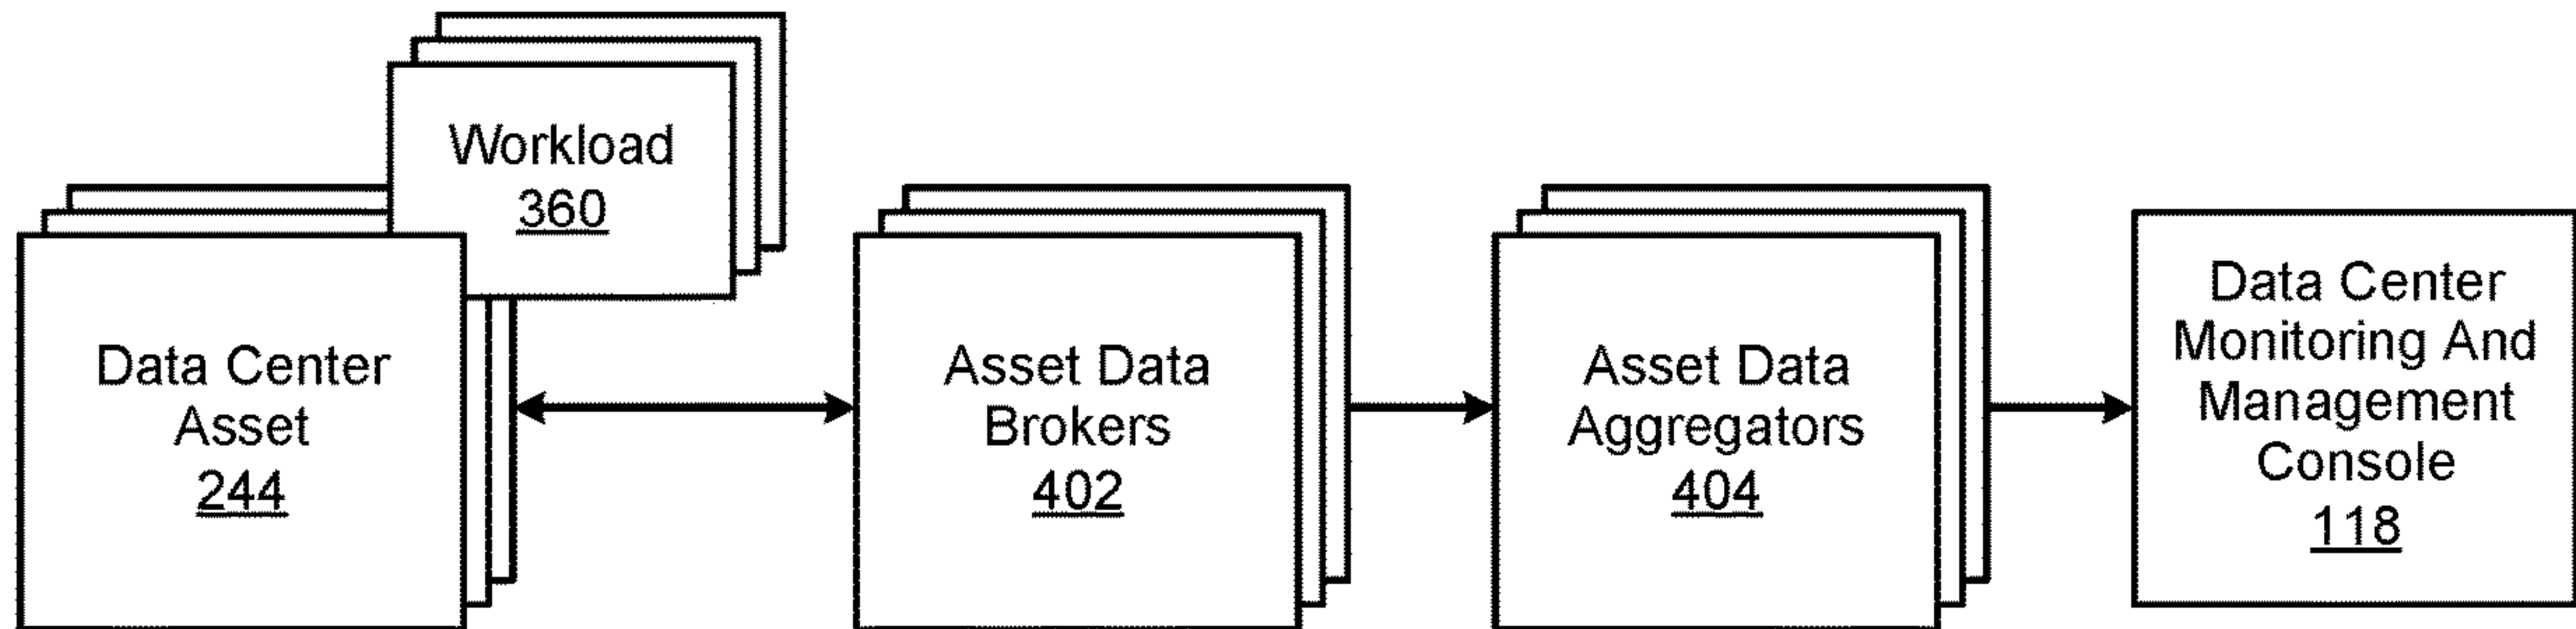 Workload
360
Data Center
Asset
244
Asset Data
Brokers
402
Asset Data
Aggregators
404
Data Center
Monitoring And
Management
Console
118